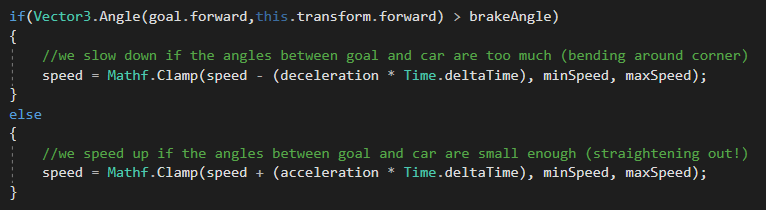 if(Vector3.Angle(goal.forward,this.transform.forward) > brakeAngle)
{
//we slow down if the angles between goal and car are too much (bending around corner)
speed = Mathf.Clamp(speed - (deceleration * Time.deltaTime), minSpeed, maxSpeed);
}
else
{
//we speed up if the angles between goal and car are small enough (straightening out!)
speed = Mathf.Clamp(speed + (acceleration * Time.deltaTime), minSpeed, maxSpeed);
}